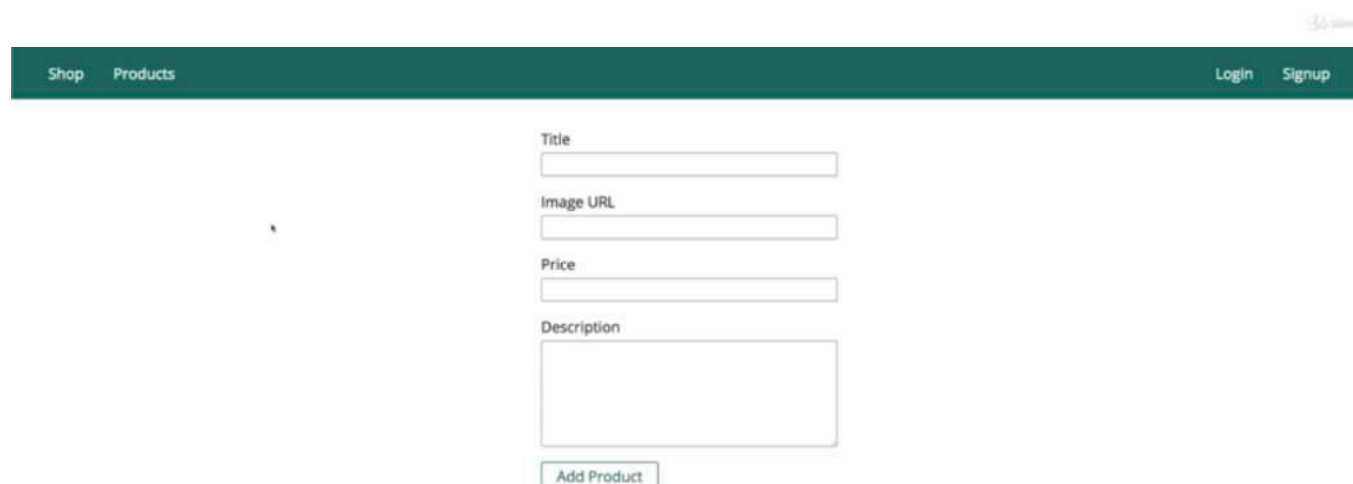 Shop Products Login Signup
Title
Image URL
Price
Description
Add Product